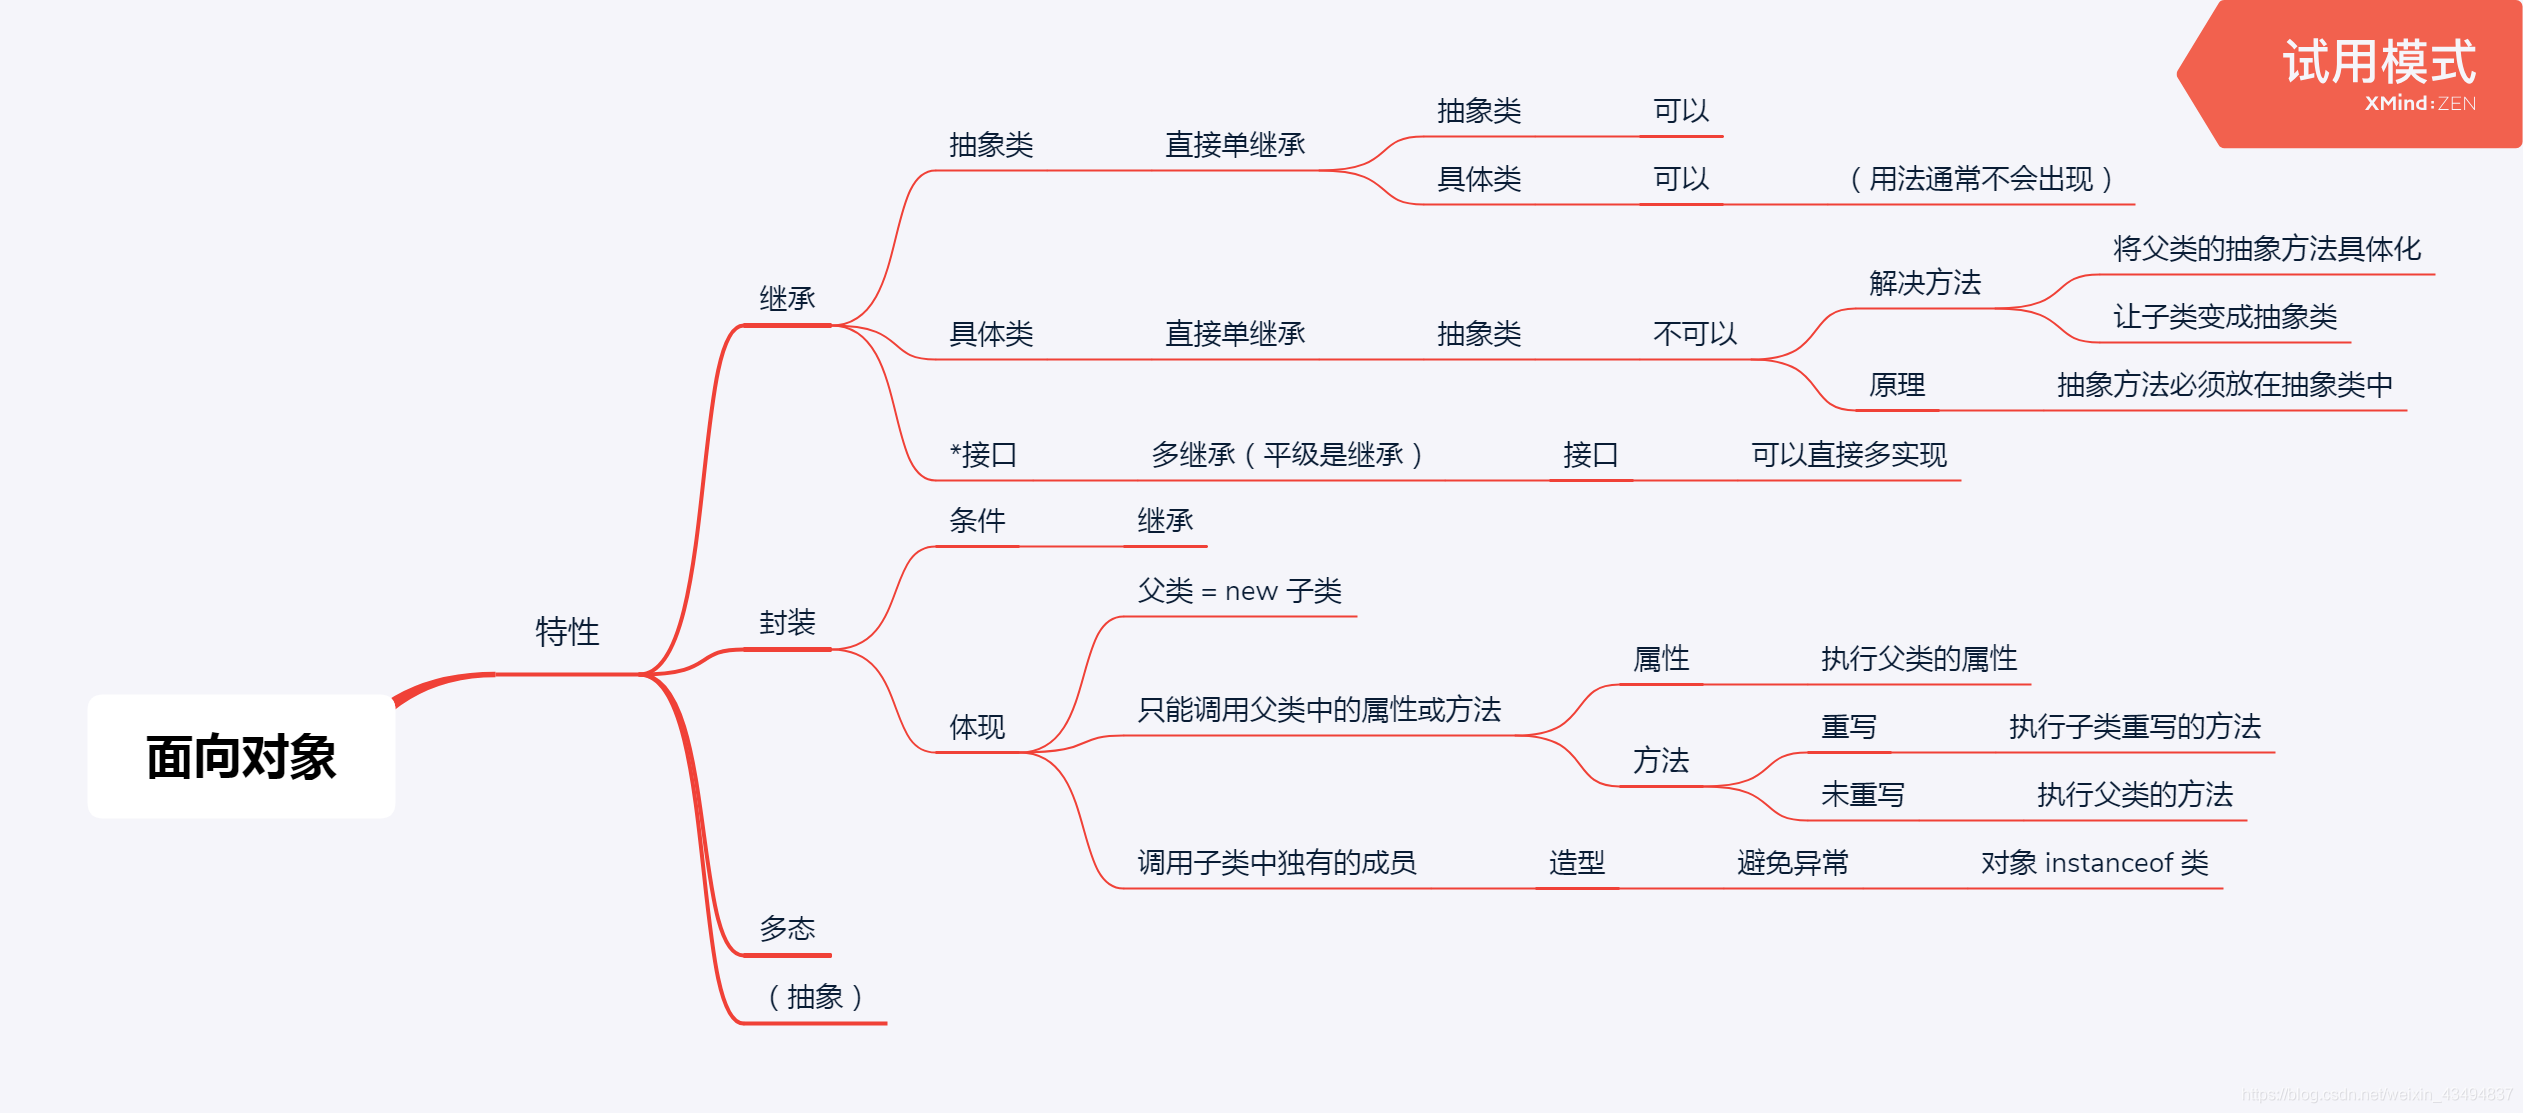 试用模式
XMind:ZEN
面向对象
特性
继承
抽象类
直接单继承
抽象类
可以
具体类
可以
（用法通常不会出现）
具体类
直接单继承
抽象类
不可以
解决方法
将父类的抽象方法具体化
让子类变成抽象类
原理
抽象方法必须放在抽象类中
*接口
多继承（平级是继承）
接口
可以直接多实现
封装
条件
继承
体现
父类 = new 子类
只能调用父类中的属性或方法
属性
执行父类的属性
方法
重写
执行子类重写的方法
未重写
执行父类的方法
调用子类中独有的成员
造型
避免异常
对象 instanceof 类
多态
（抽象）
https://blog.csdn.net/weixin_43494837